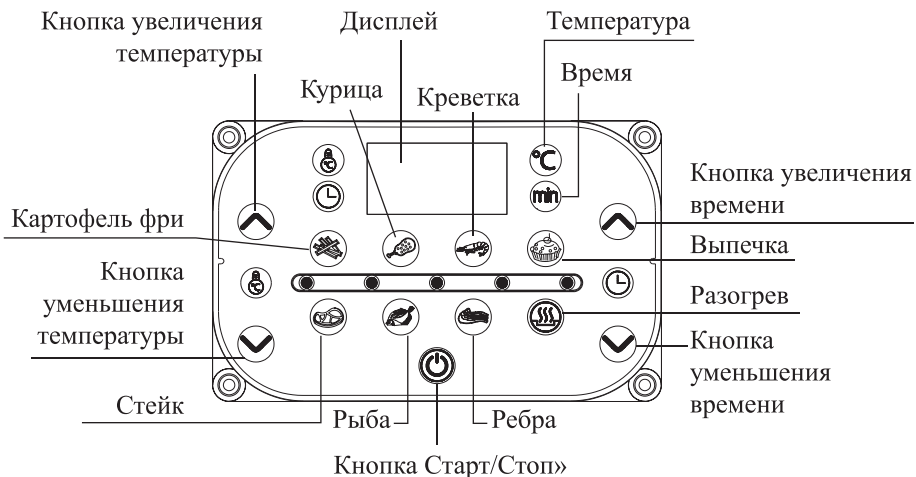 Кнопка увеличения
температуры
Дисплей
Температура
Время
Курица
Креветка
°C
°C
min
Кнопка увеличения
времени
Картофель фри
Выпечка
Кнопка
уменьшения
температуры
°C
Разогрев
Кнопка
уменьшения
времени
Стейк
Рыба
Ребра
Кнопка Старт/Стоп»